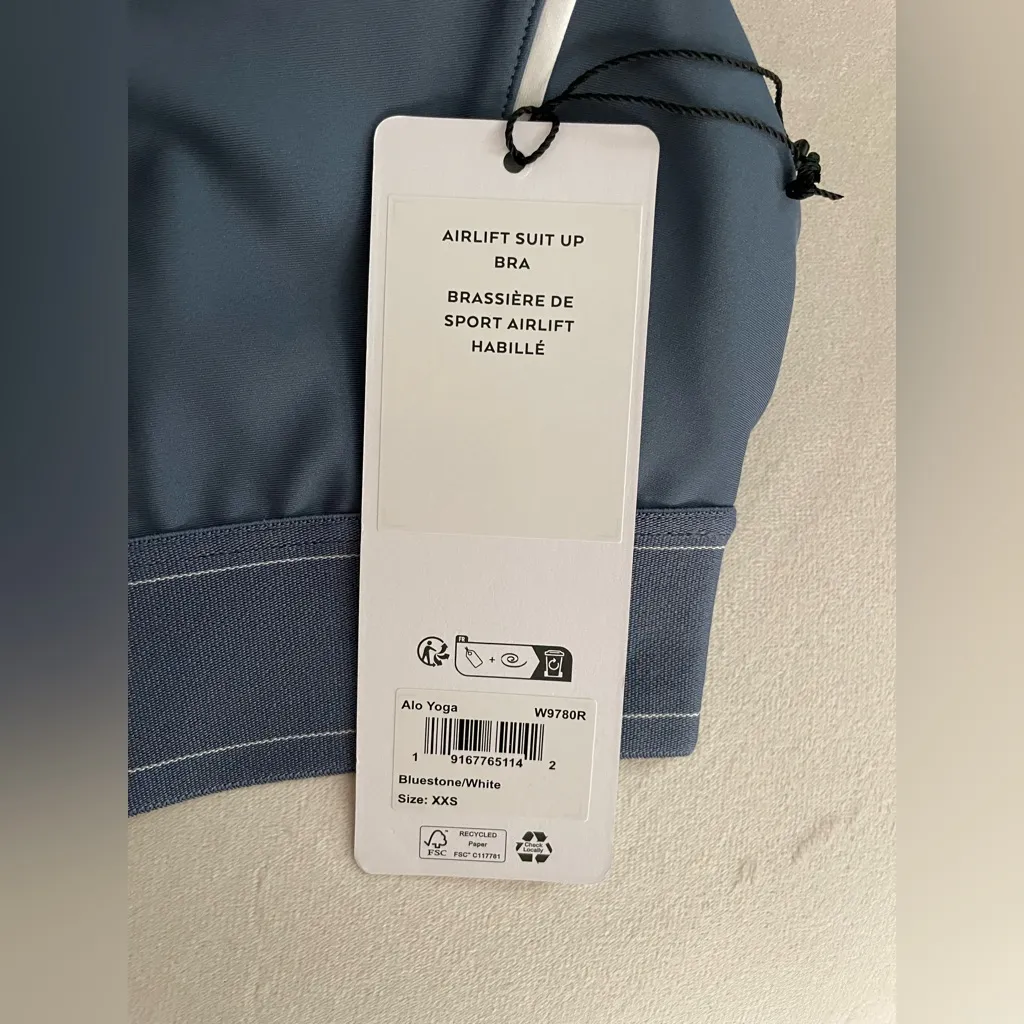 AIRLIFT SUIT UP
BRA
BRASSIÈRE DE
SPORT AIRLIFT
HABILLÉ
FR
+
Alo Yoga
W9780R
1 9167765114 2
Bluestone/White
Size: XXS
FSC
RECYCLED
Paper
FSC® C117781
Check
Locally